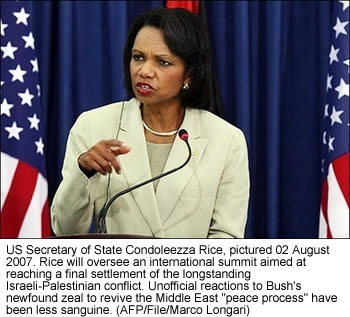 US Secretary of State Condoleezza Rice, pictured 02 August
2007. Rice will oversee an international summit aimed at
reaching a final settlement of the longstanding
Israeli-Palestinian conflict. Unofficial reactions to Bush's
newfound zeal to revive the Middle East "peace process" have
been less sanguine. (AFP/File/Marco Longari)